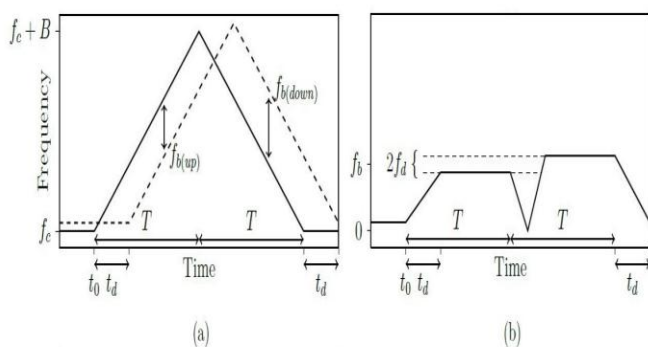 f_c + B
Frequency
f_c
f_b(up)
f_b(down)
T
T
Time
t_0 t_d
t_d
(a)
f_b
0
2f_d {
T
T
Time
t_0 t_d
t_d
(b)